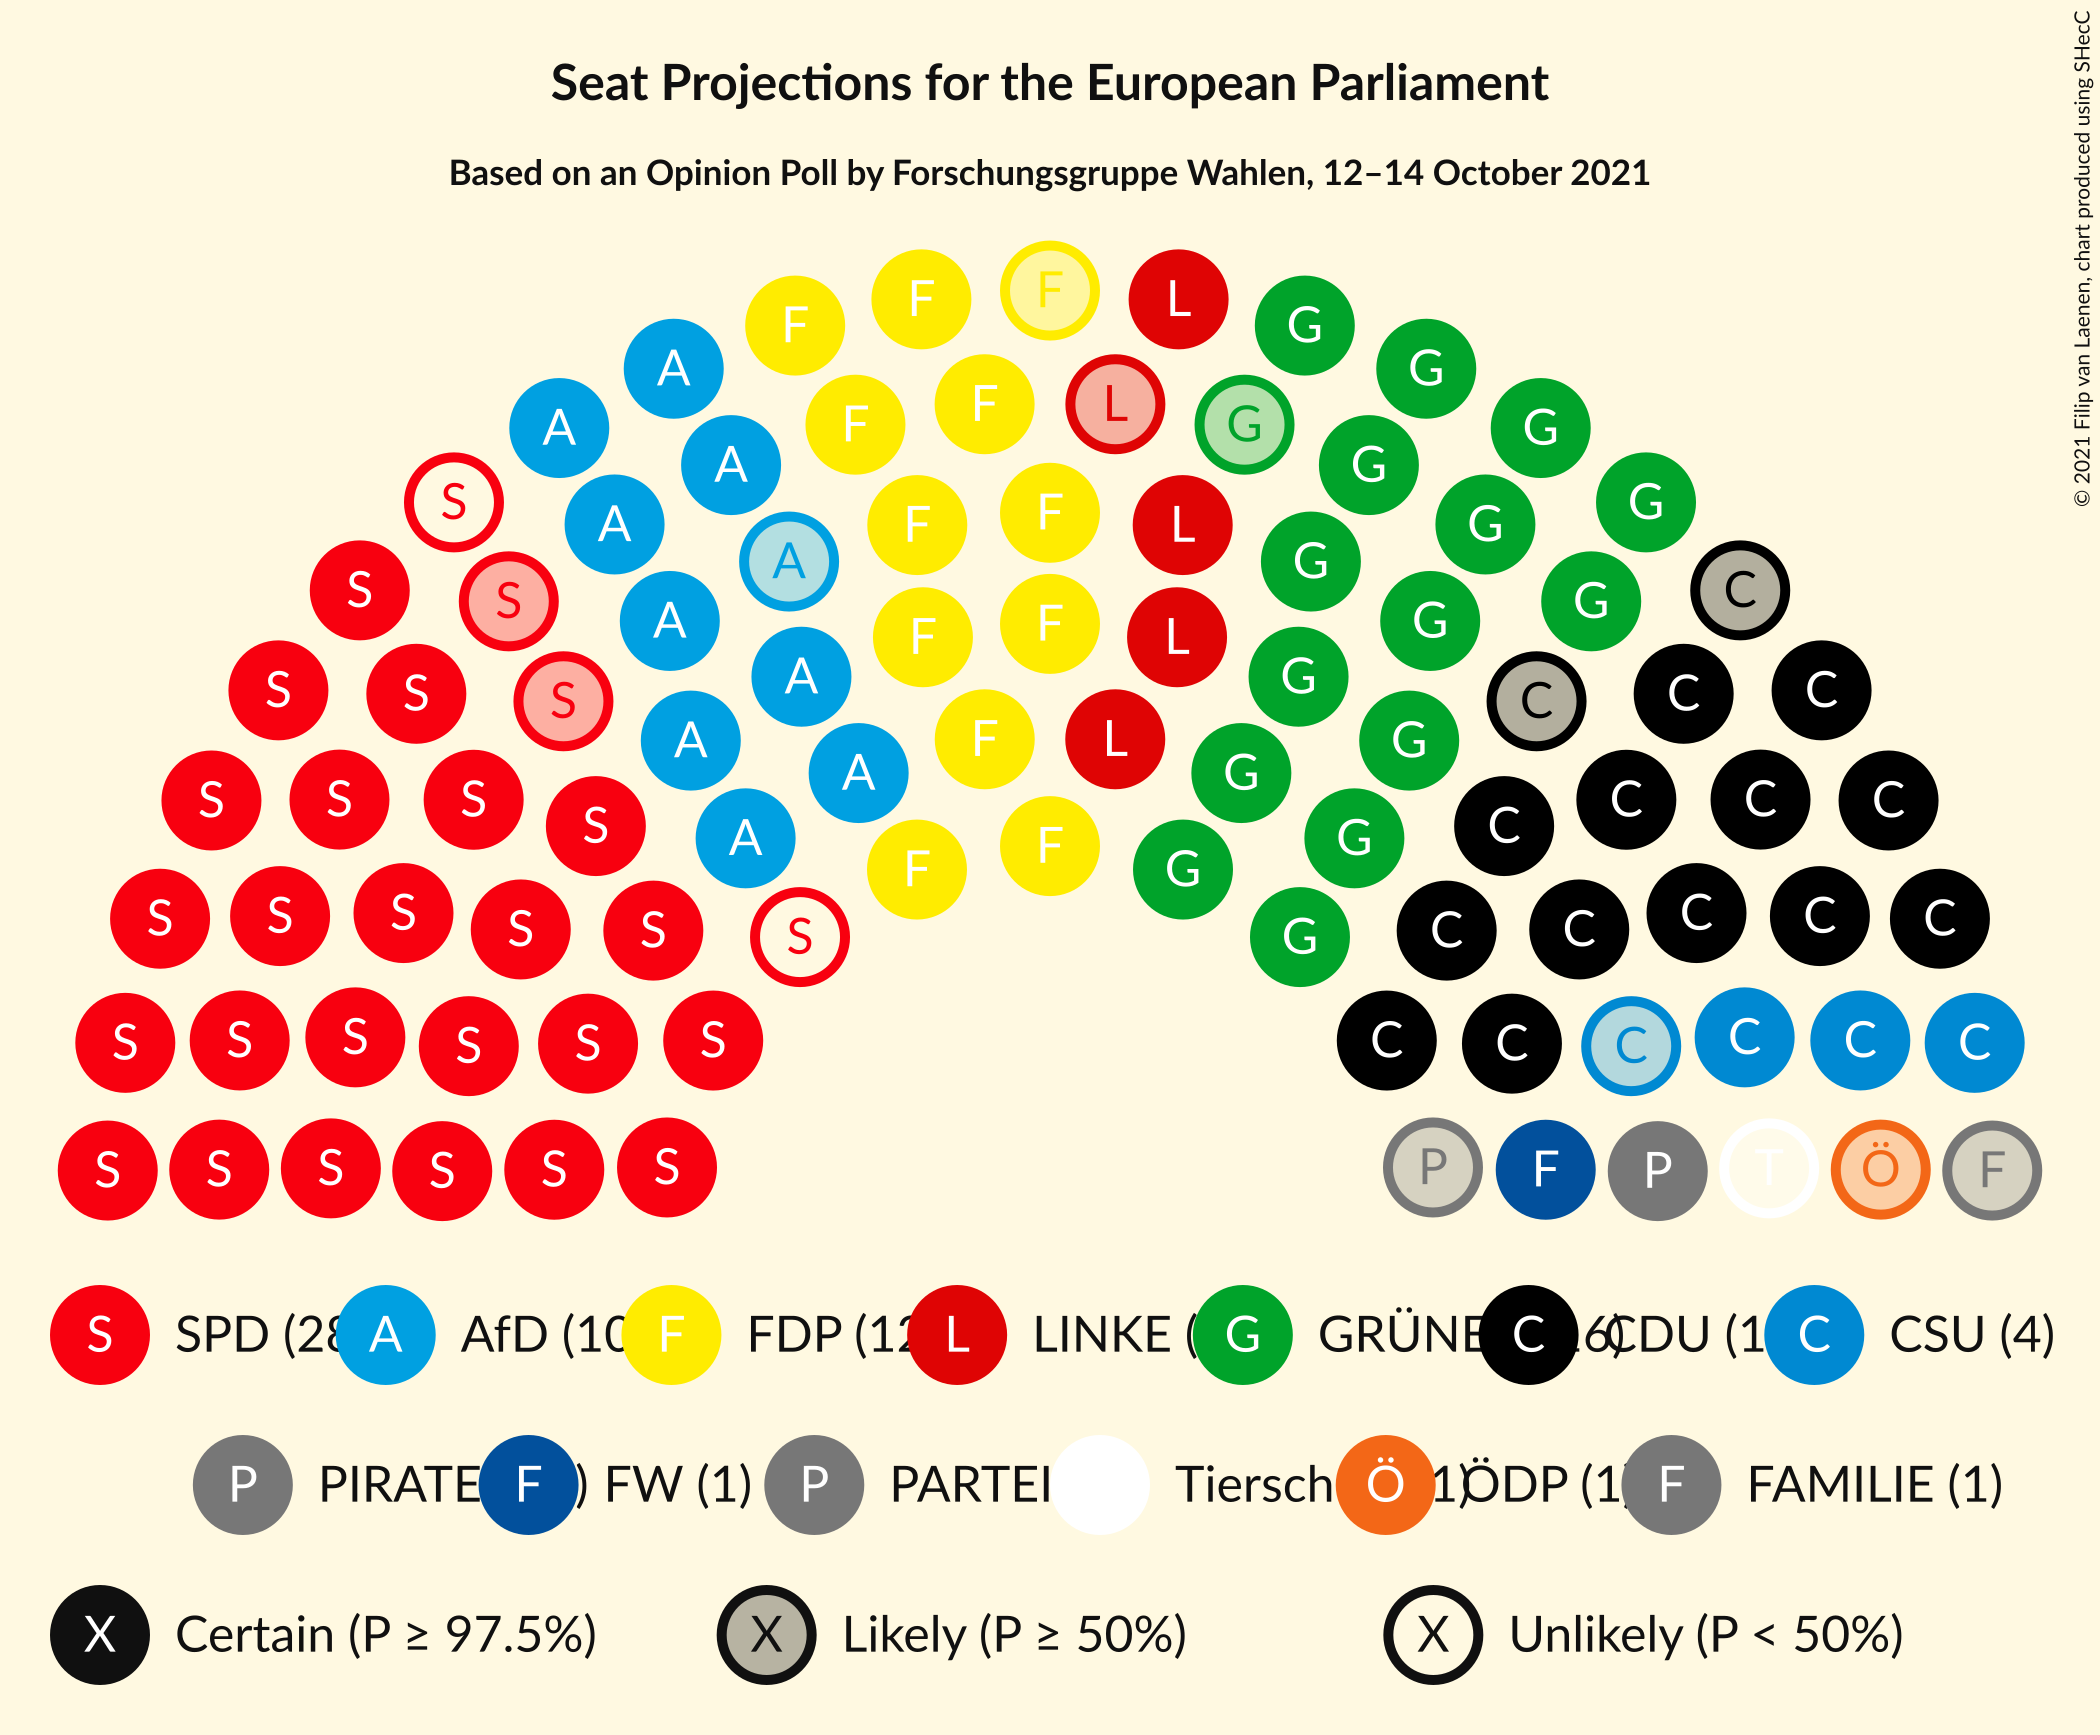 Seat Projections for the European Parliament
Based on an Opinion Poll by Forschungsgruppe Wahlen, 12–14 October 2021
© 2021 Filip van Laenen, chart produced using SHecC
F F F L G
A A F F L G G G
S A A A F F L G G G G
S S A F F L G G G C
S S S A A F L G G C C C
S S S S A A F F G G G C C C C
S S S S S S G C C C C C
S S S S S S C C C C C C
S S S S S S P F P T Ö F
S SPD (28 A AfD (10 F FDP (12 L LINKE ( G GRÜNE C 6) CDU (1 C CSU (4)
P PIRATE F ) FW (1) P PARTEI Tiersch Ö 1) ÖDP (1) F FAMILIE (1)
X Certain (P ≥ 97.5%) X Likely (P ≥ 50%) X Unlikely (P < 50%)